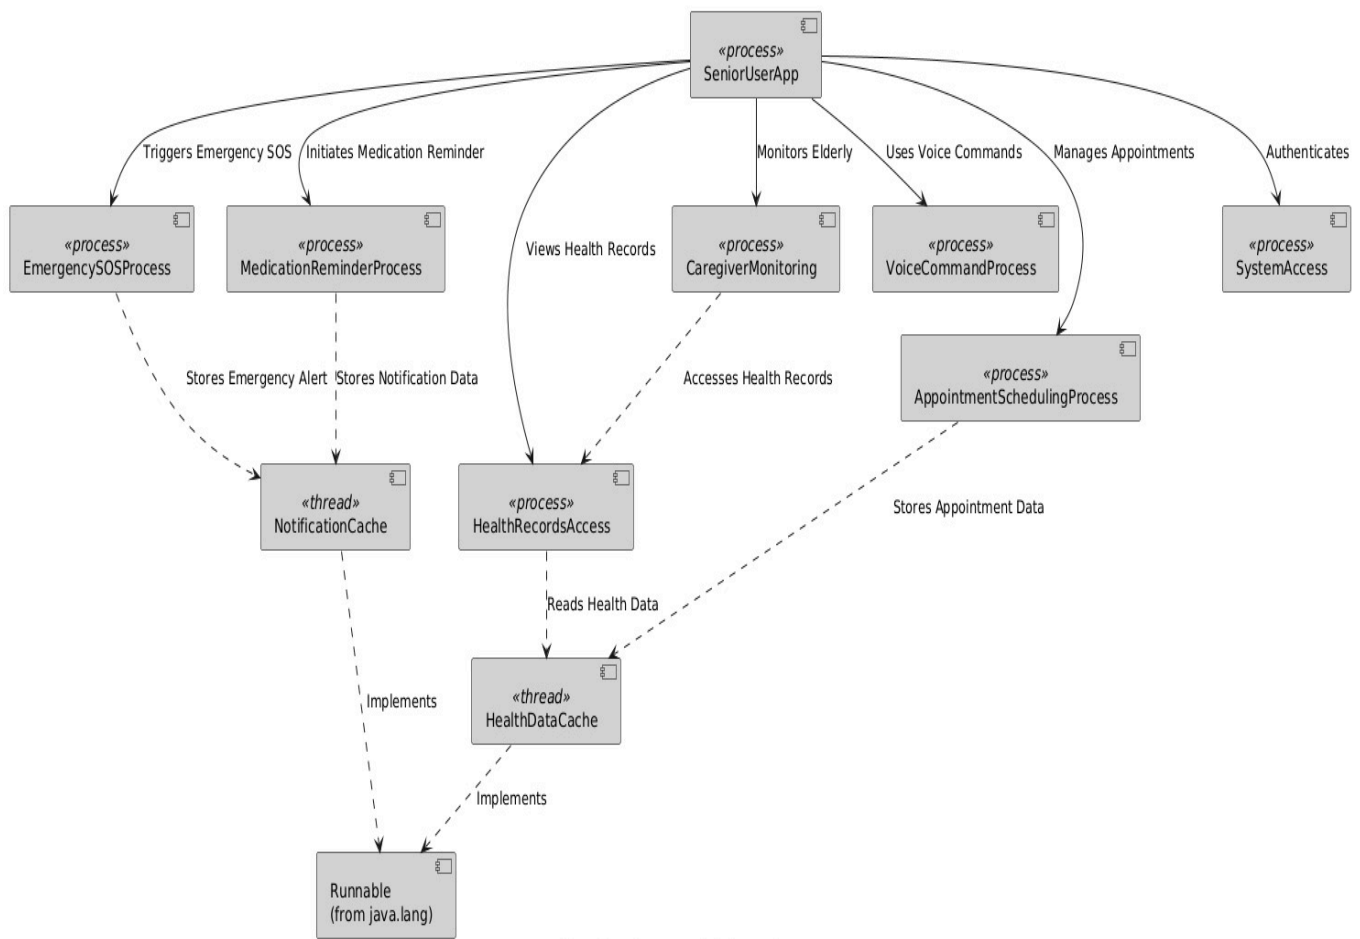 «process»
SeniorUserApp
Triggers Emergency SOS
Initiates Medication Reminder
Monitors Elderly
Uses Voice Commands
Manages Appointments
Authenticates
«process»
EmergencySOSProcess
«process»
MedicationReminderProcess
Views Health Records
«process»
CaregiverMonitoring
«process»
VoiceCommandProcess
«process»
SystemAccess
Stores Emergency Alert
Stores Notification Data
Accesses Health Records
«process»
AppointmentSchedulingProcess
«thread»
NotificationCache
«process»
HealthRecordsAccess
Stores Appointment Data
Reads Health Data
«thread»
HealthDataCache
Implements
Implements
Runnable
(from java.lang)